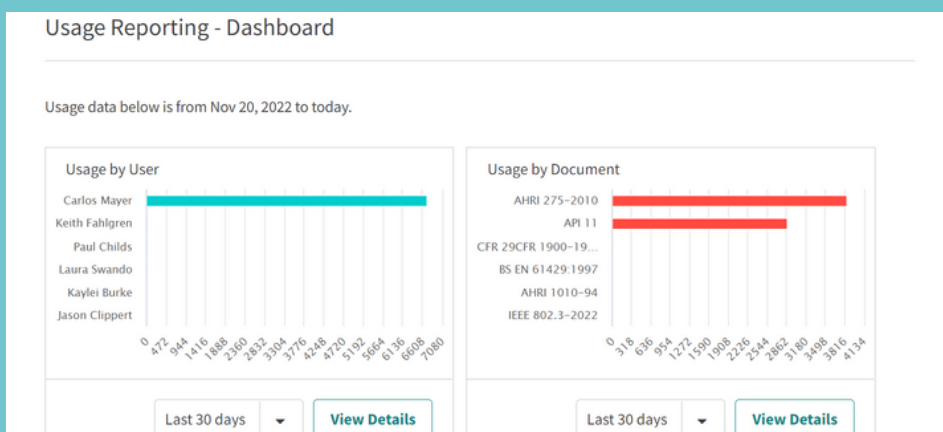 Usage Reporting - Dashboard
Usage data below is from Nov 20, 2022 to today.
Usage by User
Carlos Mayer
Keith Fahlgren
Paul Childs
Laura Swando
Kaylei Burke
Jason Clippert
0 472 944 1416 1888 2360 2832 3304 3776 4248 4720 5192 5664 6136 6608 7080
Last 30 days
View Details
Usage by Document
AHRI 275-2010
API 11
CFR 29CFR 1900-19...
BS EN 61429:1997
AHRI 1010-94
IEEE 802.3-2022
0 318 636 954 1272 1590 1908 2226 2544 2862 3180 3498 3816 4134
Last 30 days
View Details